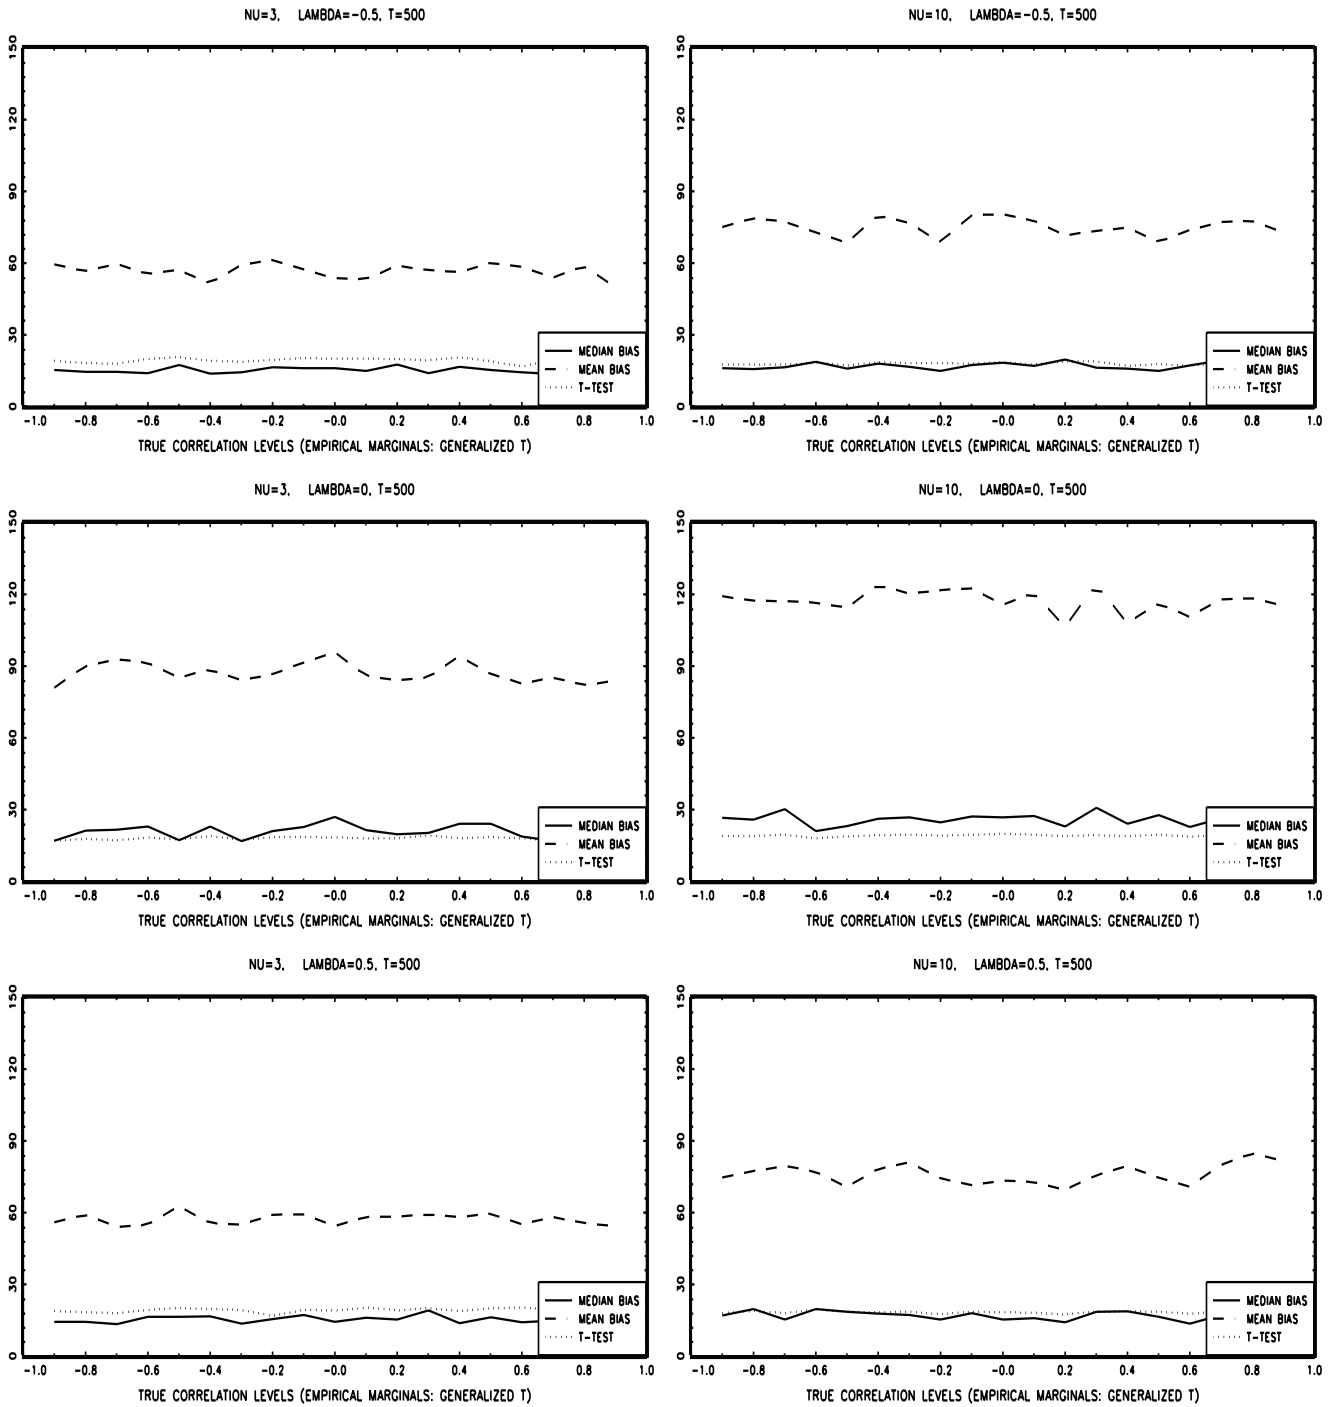 NU=3, LAMBDA=-0.5, T=500
150
120
90
60
30
0
MEDIAN BIAS
MEAN BIAS
T-TEST
-1.0 -0.8 -0.6 -0.4 -0.2 -0.0 0.2 0.4 0.6 0.8 1.0
TRUE CORRELATION LEVELS (EMPIRICAL MARGINALS: GENERALIZED T)
NU=10, LAMBDA=-0.5, T=500
150
120
90
60
30
0
MEDIAN BIAS
MEAN BIAS
T-TEST
-1.0 -0.8 -0.6 -0.4 -0.2 -0.0 0.2 0.4 0.6 0.8 1.0
TRUE CORRELATION LEVELS (EMPIRICAL MARGINALS: GENERALIZED T)
NU=3, LAMBDA=0, T=500
150
120
90
60
30
0
MEDIAN BIAS
MEAN BIAS
T-TEST
-1.0 -0.8 -0.6 -0.4 -0.2 -0.0 0.2 0.4 0.6 0.8 1.0
TRUE CORRELATION LEVELS (EMPIRICAL MARGINALS: GENERALIZED T)
NU=10, LAMBDA=0, T=500
150
120
90
60
30
0
MEDIAN BIAS
MEAN BIAS
T-TEST
-1.0 -0.8 -0.6 -0.4 -0.2 -0.0 0.2 0.4 0.6 0.8 1.0
TRUE CORRELATION LEVELS (EMPIRICAL MARGINALS: GENERALIZED T)
NU=3, LAMBDA=0.5, T=500
150
120
90
60
30
0
MEDIAN BIAS
MEAN BIAS
T-TEST
-1.0 -0.8 -0.6 -0.4 -0.2 -0.0 0.2 0.4 0.6 0.8 1.0
TRUE CORRELATION LEVELS (EMPIRICAL MARGINALS: GENERALIZED T)
NU=10, LAMBDA=0.5, T=500
150
120
90
60
30
0
MEDIAN BIAS
MEAN BIAS
T-TEST
-1.0 -0.8 -0.6 -0.4 -0.2 -0.0 0.2 0.4 0.6 0.8 1.0
TRUE CORRELATION LEVELS (EMPIRICAL MARGINALS: GENERALIZED T)